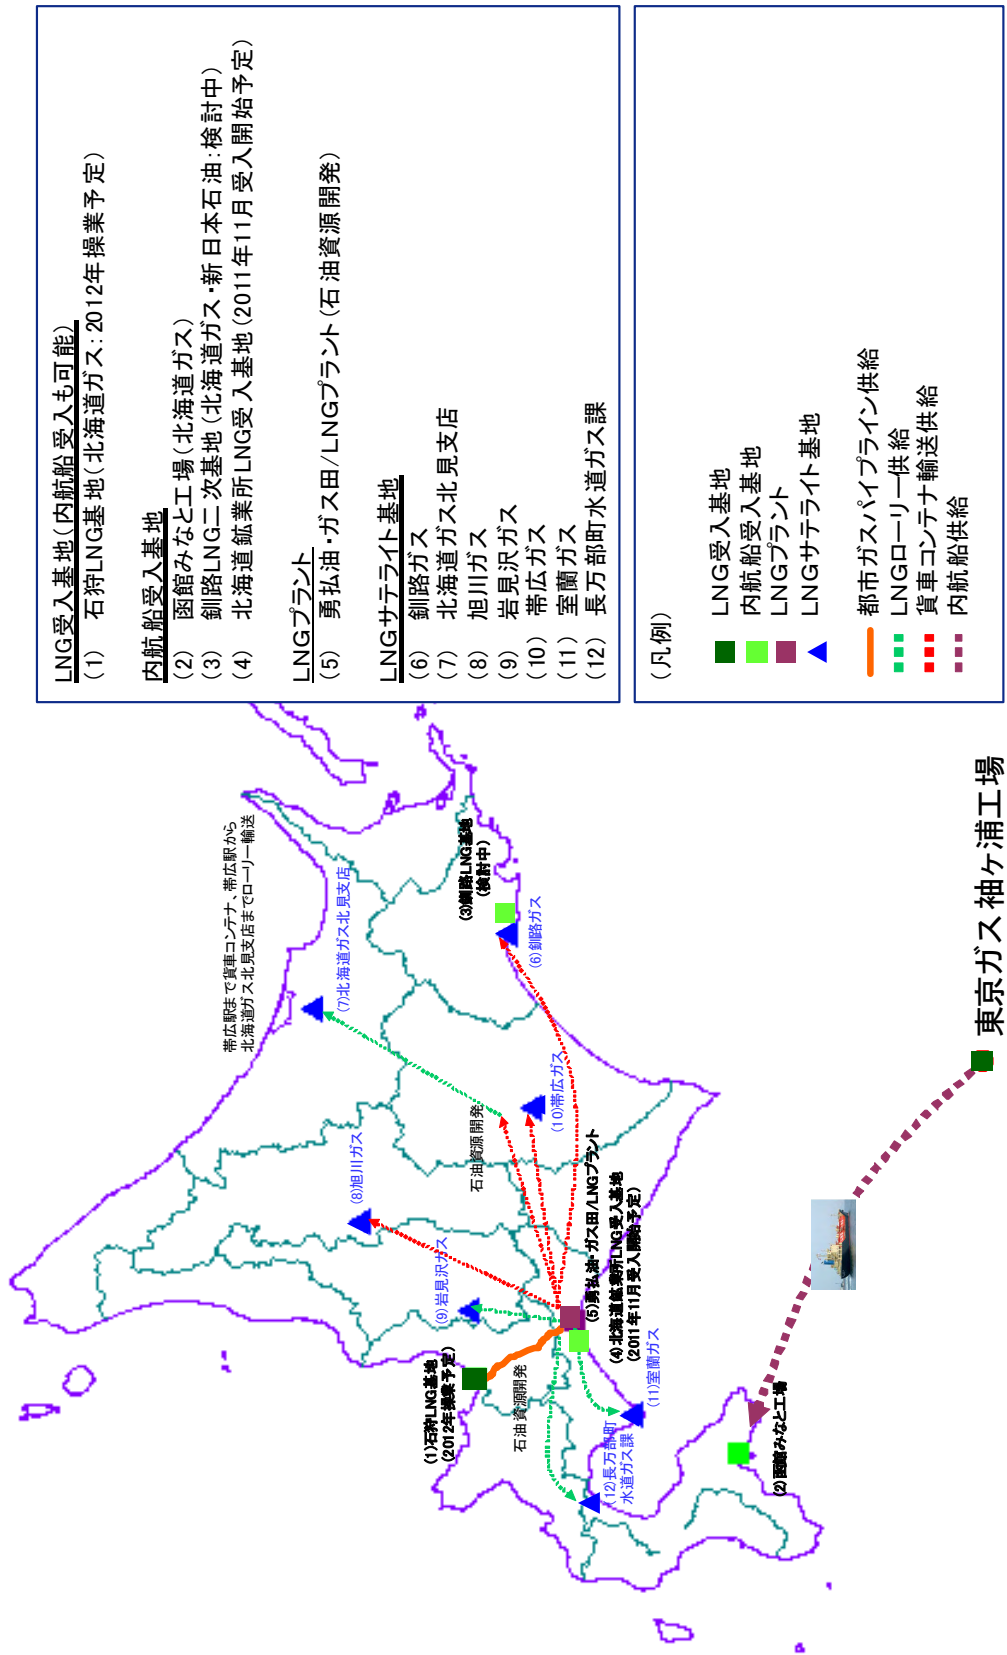 LNG受入基地(内航船受入も可能)
(1) 石狩LNG基地(北海道ガス:2012年操業予定)
内航船受入基地
(2) 函館みなと工場(北海道ガス)
(3) 釧路LNG二次基地(北海道ガス・新日本石油:検討中)
(4) 北海道鉱業所LNG受入基地(2011年11月受入開始予定)
LNGプラント
(5) 勇払油・ガス田/LNGプラント(石油資源開発)
LNGサテライト基地
(6) 釧路ガス
(7) 北海道ガス北見支店
(8) 旭川ガス
(9) 岩見沢ガス
(10) 帯広ガス
(11) 室蘭ガス
(12) 長万部町水道ガス課
(凡例)
LNG受入基地
内航船受入基地
LNGプラント
LNGサテライト基地
都市ガスパイプライン供給
LNGローリー供給
貨車コンテナ輸送供給
内航船供給
帯広駅まで貨車コンテナ、帯広駅から
北海道ガス北見支店までローリー輸送
(7)北海道ガス北見支店
(8)旭川ガス
(9)岩見沢ガス
(1)石狩LNG基地
(2012年操業予定)
石油資源開発
石油資源開発
(3)釧路LNG基地
(検討中)
(6)釧路ガス
(10)帯広ガス
(5)勇払油・ガス田/LNGプラント
(4)北海道鉱業所LNG受入基地
(2011年11月受入開始予定)
(11)室蘭ガス
(12)長万部町
水道ガス課
(2)函館みなと工場
東京ガス袖ヶ浦工場